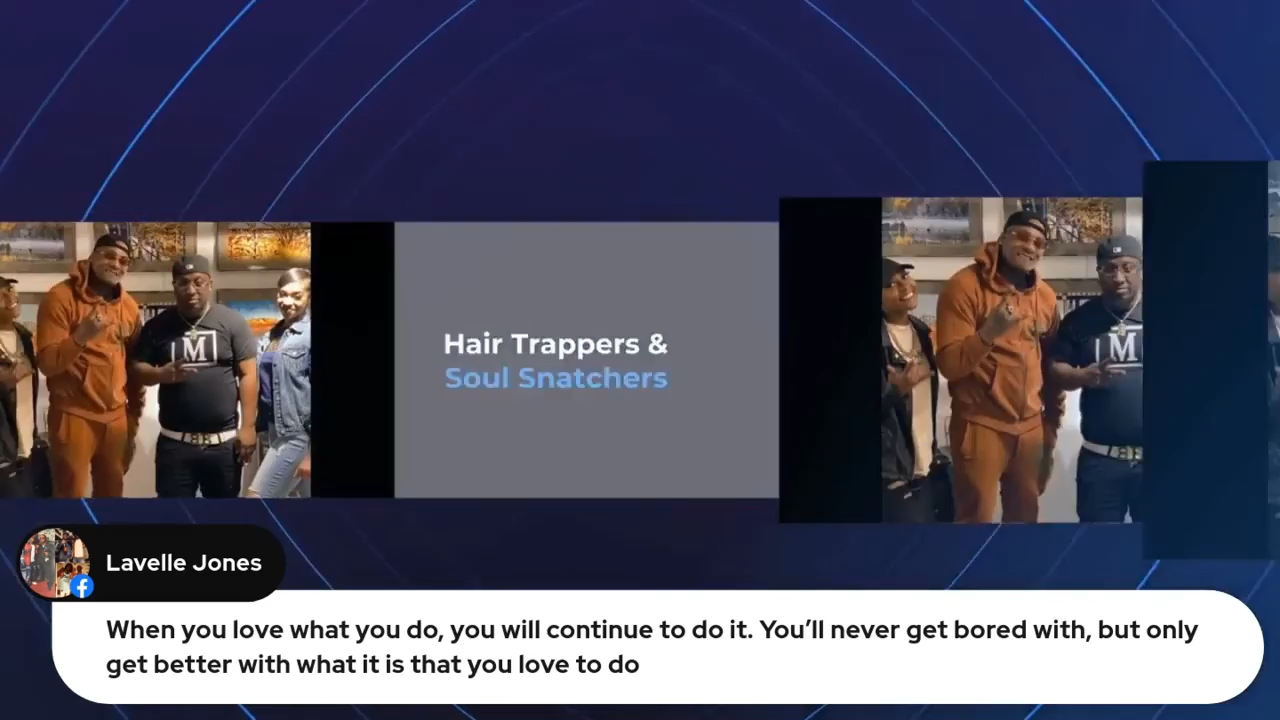 Hair Trappers &
Soul Snatchers
M
M
Lavelle Jones
When you love what you do, you will continue to do it. You’ll never get bored with, but only
get better with what it is that you love to do